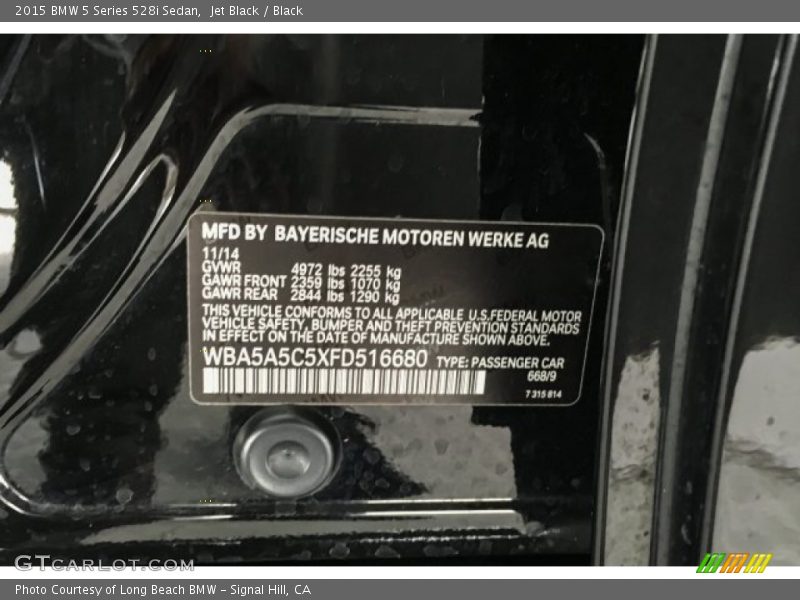 2015 BMW 5 Series 528i Sedan,  Jet Black / Black
MFD BY BAYERISCHE MOTOREN WERKE AG
11/14
GVWR 4972 lbs 2255 kg
GAWR FRONT 2359 lbs 1070 kg
GAWR REAR 2844 lbs 1290 kg
THIS VEHICLE CONFORMS TO ALL APPLICABLE U.S.FEDERAL MOTOR
VEHICLE SAFETY, BUMPER AND THEFT PREVENTION STANDARDS
IN EFFECT ON THE DATE OF MANUFACTURE SHOWN ABOVE.
WBA5A5C5XFD516680 TYPE: PASSENGER CAR
668/9
7 315 814
GTCARLOT.COM
Photo Courtesy of Long Beach BMW - Signal Hill, CA